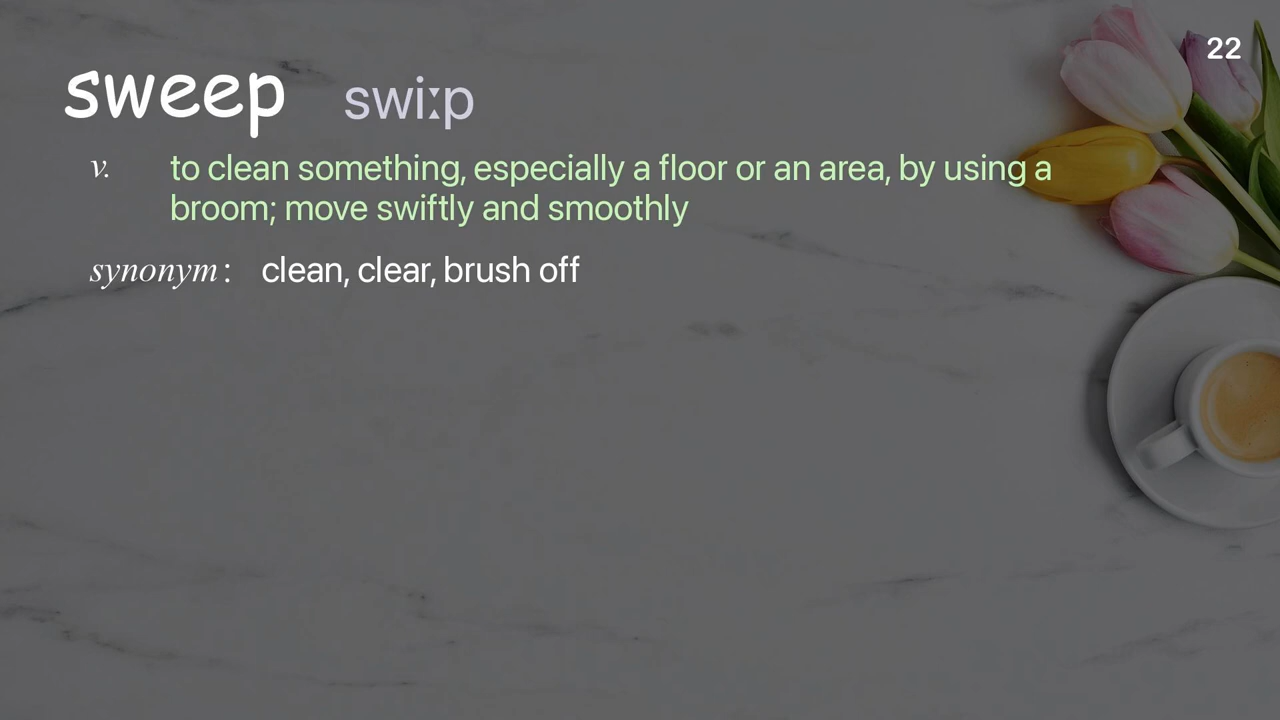 22
sweep swiːp
v. to clean something, especially a floor or an area, by using a
broom; move swiftly and smoothly
synonym: clean, clear, brush off